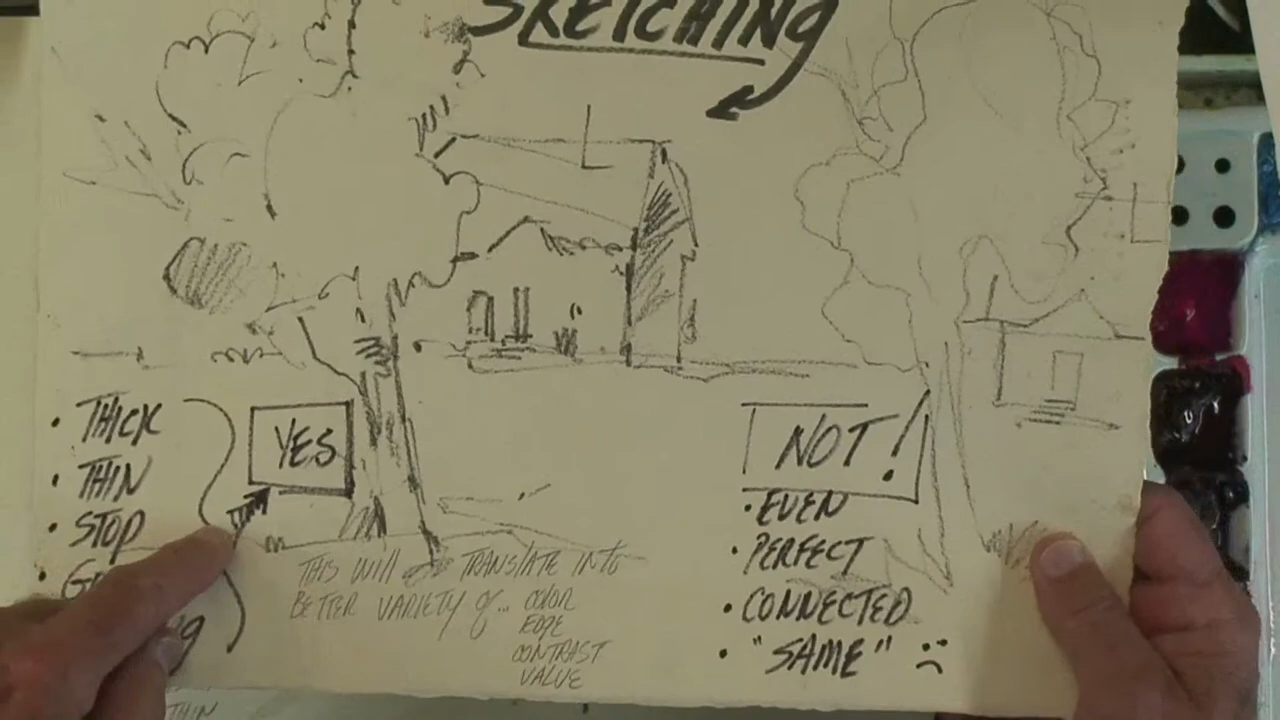 SKETCHING
• THICK
• THIN
• STOP
YES
THIS WILL TRANSLATE INTO
BETTER VARIETY OF... COLOR
EDGE
CONTRAST
VALUE
NOT!
• EVEN
• PERFECT
• CONNECTED
• "SAME" :(
THIN